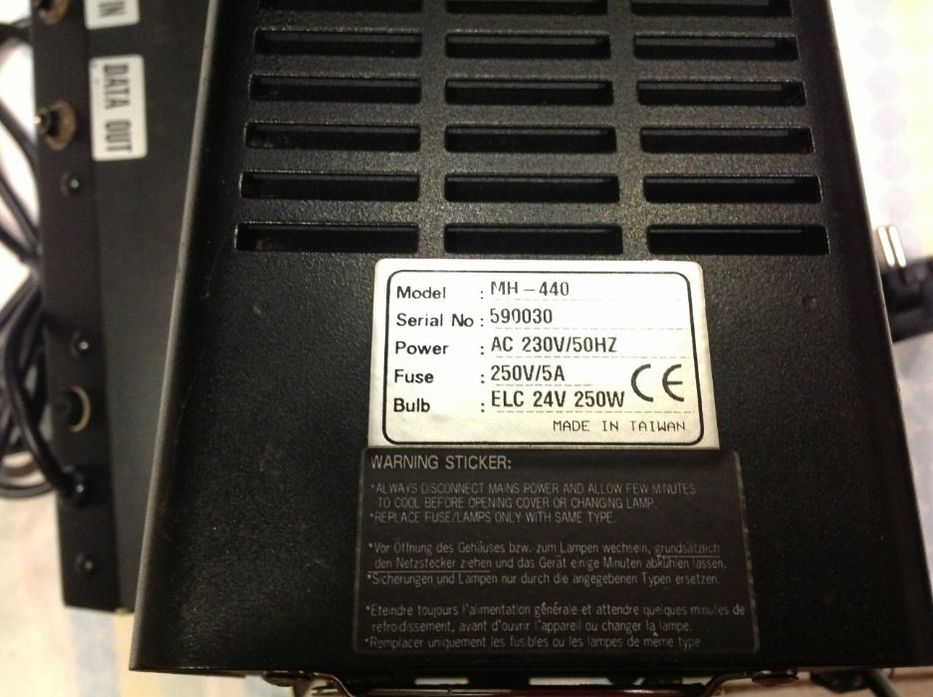 IN
DATA OUT
Model : MH-440
Serial No : 590030
Power : AC 230V/50HZ
Fuse : 250V/5A
Bulb : ELC 24V 250W
CE
MADE IN TAIWAN
WARNING STICKER:
*ALWAYS DISCONNECT MAINS POWER AND ALLOW FEW MINUTES
TO COOL BEFORE OPENING COVER OR CHANGING LAMP.
*REPLACE FUSE/LAMPS ONLY WITH SAME TYPE.
*Vor Öffnung des Gehäuses bzw. zum Lampen wechseln, grundsätzlich
den Netzstecker ziehen und das Gerät einige Minuten abkühlen lassen.
*Sicherungen und Lampen nur durch die angegebenen Typen ersetzen.
*Eteindre toujours l'alimentation générale et attendre quelques minutes de
refroidissement, avant d'ouvrir l'appareil ou changer la lampe.
*Remplacer uniquement les fusibles ou les lampes de même type